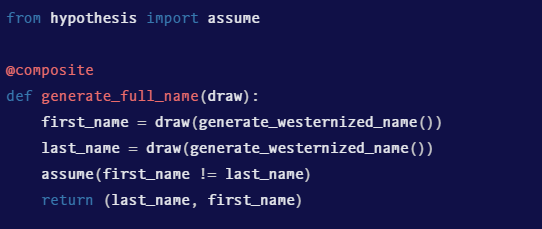 from hypothesis import assume
@composite
def generate_full_name(draw):
    first_name = draw(generate_westernized_name())
    last_name = draw(generate_westernized_name())
    assume(first_name != last_name)
    return (last_name, first_name)